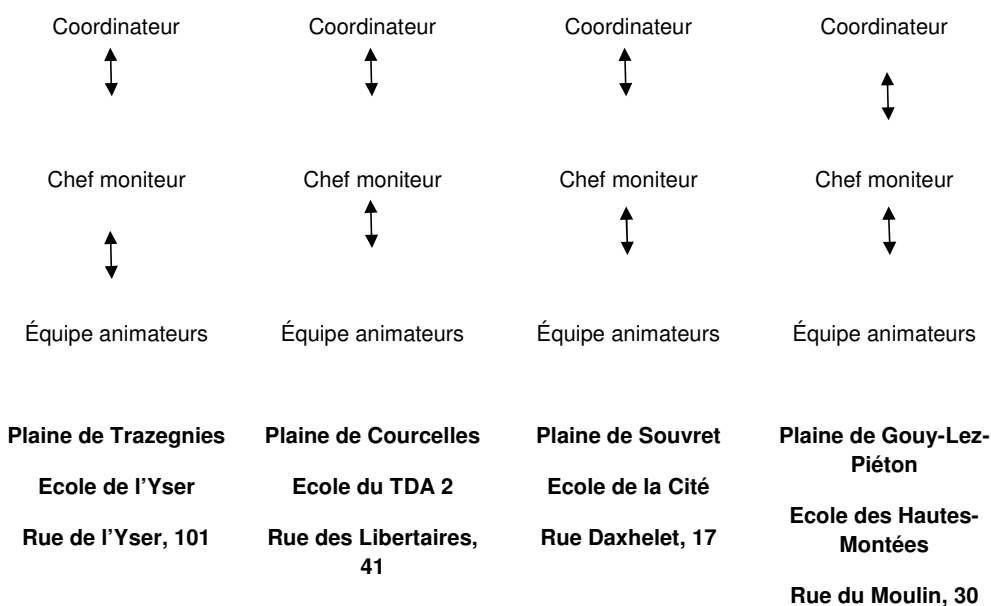 Coordinateur Coordinateur Coordinateur Coordinateur
Chef moniteur Chef moniteur Chef moniteur Chef moniteur
Équipe animateurs Équipe animateurs Équipe animateurs Équipe animateurs
Plaine de Trazegnies
Ecole de l'Yser
Rue de l'Yser, 101
Plaine de Courcelles
Ecole du TDA 2
Rue des Libertaires,
41
Plaine de Souvret
Ecole de la Cité
Rue Daxhelet, 17
Plaine de Gouy-Lez-
Piéton
Ecole des Hautes-
Montées
Rue du Moulin, 30